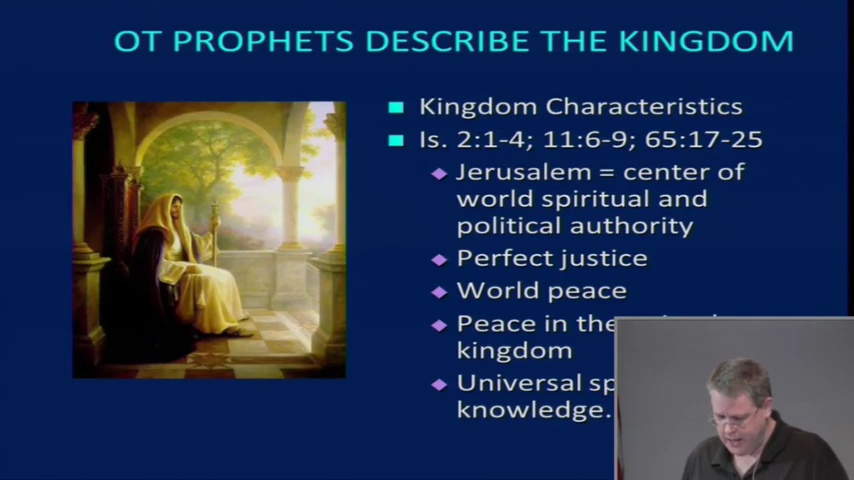 OT PROPHETS DESCRIBE THE KINGDOM
Kingdom Characteristics
Is. 2:1-4; 11:6-9; 65:17-25
Jerusalem = center of
world spiritual and
political authority
Perfect justice
World peace
Peace in the
kingdom
Universal
knowledge.